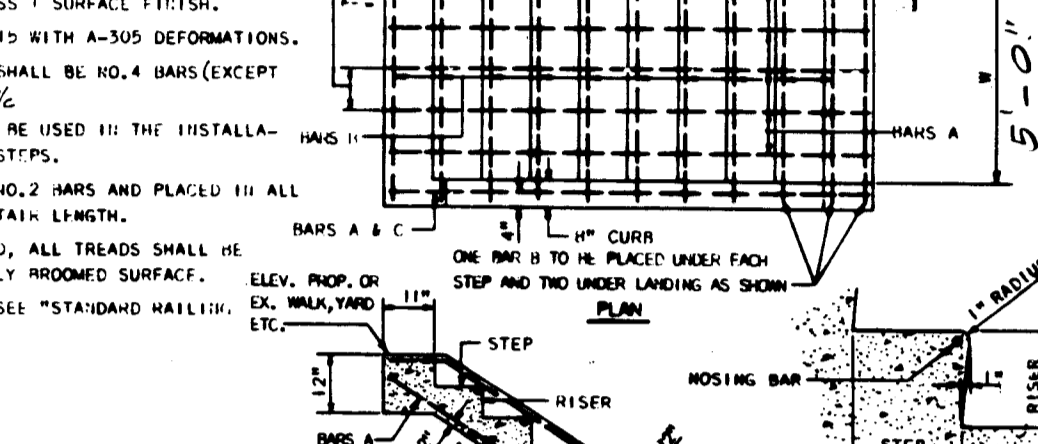 SS 1 SURFACE FINISH.
15 WITH A-305 DEFORMATIONS.
SHALL BE NO.4 BARS (EXCEPT
%c
BE USED IN THE INSTALLA-
STEPS.
NO.2 BARS AND PLACED IN ALL
TAIR LENGTH.
D, ALL TREADS SHALL BE
LY BROOMED SURFACE.
SEE "STANDARD RAILING,
BARS B
BARS A
W
5'-0"
BARS A & C
4"
8" CURB
ONE BAR B TO BE PLACED UNDER EACH
STEP AND TWO UNDER LANDING AS SHOWN
PLAN
ELEV. PROP. OR
EX. WALK, YARD
ETC.
11"
STEP
12"
RISER
BARS A
1" RADIUS
NOSING BAR
1"
RISER
STEP